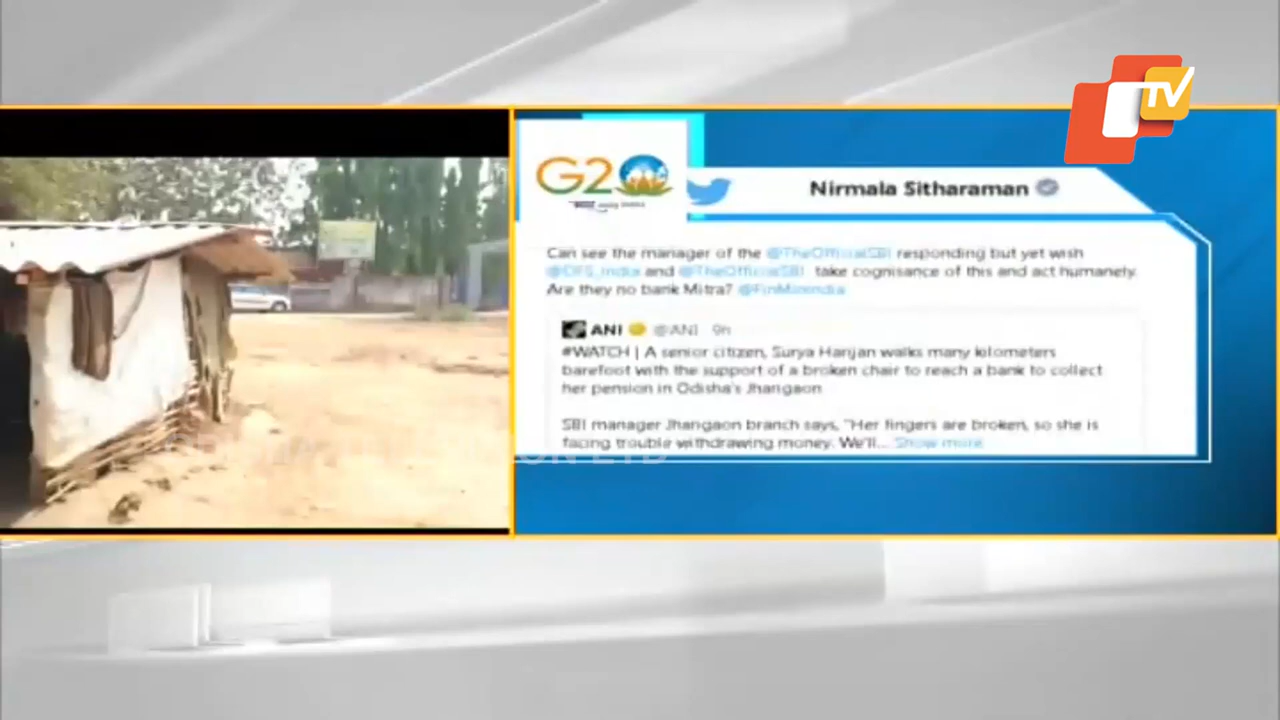 TV
G20
Nirmala Sitharaman
Can see the manager of the @TheOfficialSBI responding but yet wish
@DFS_India and @TheOfficialSBI take cognisance of this and act humanely.
Are they no bank Mitra? @FinMinIndia
ANI @ANI 9h
#WATCH | A senior citizen, Surya Harijan walks many kilometers
barefoot with the support of a broken chair to reach a bank to collect
her pension in Odisha's Jharigaon
SBI manager Jharigaon branch says, "Her fingers are broken, so she is
facing trouble withdrawing money. We'll... Show more
LTD